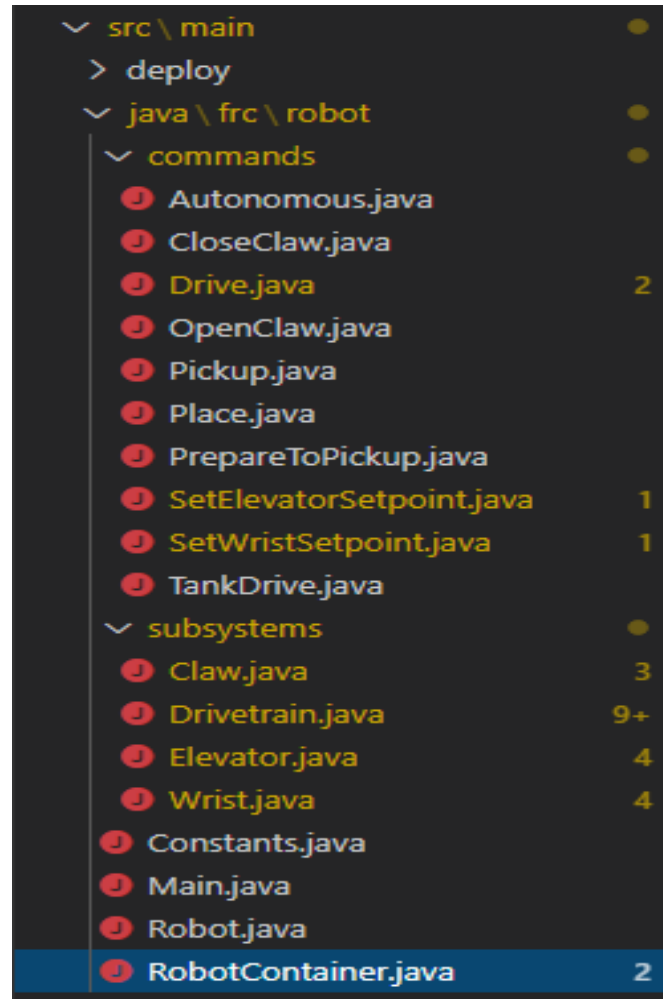 src \ main
deploy
java \ frc \ robot
commands
J Autonomous.java
J CloseClaw.java
J Drive.java 2
J OpenClaw.java
J Pickup.java
J Place.java
J PrepareToPickup.java
J SetElevatorSetpoint.java 1
J SetWristSetpoint.java 1
J TankDrive.java
subsystems
J Claw.java 3
J Drivetrain.java 9+
J Elevator.java 4
J Wrist.java 4
J Constants.java
J Main.java
J Robot.java
J RobotContainer.java 2